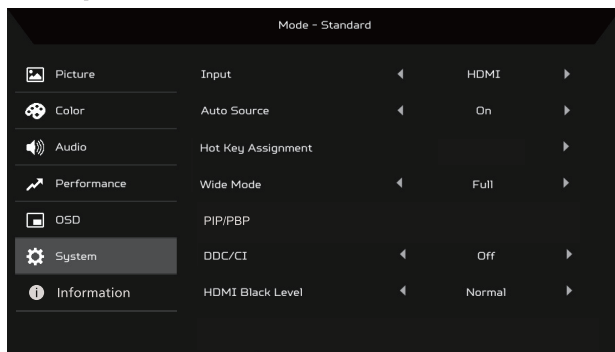 Mode - Standard
Picture
Color
Audio
Performance
OSD
System
Information
Input HDMI
Auto Source On
Hot Key Assignment
Wide Mode Full
PIP/PBP
DDC/CI Off
HDMI Black Level Normal